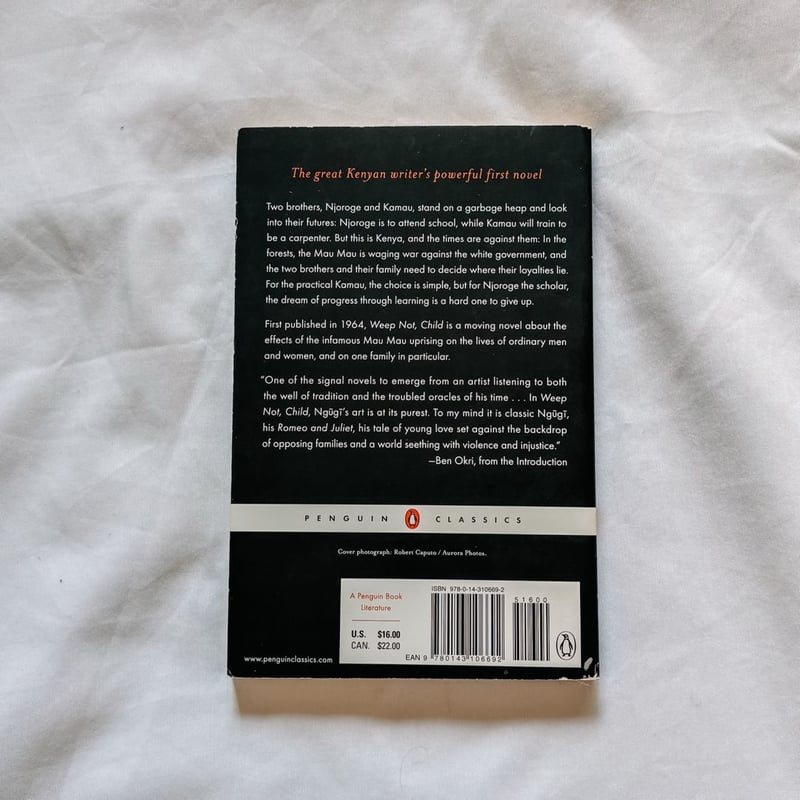 The great Kenyan writer's powerful first novel
Two brothers, Njoroge and Kamau, stand on a garbage heap and look
into their futures: Njoroge is to attend school, while Kamau will train to
be a carpenter. But this is Kenya, and the times are against them: In the
forests, the Mau Mau is waging war against the white government, and
the two brothers and their family need to decide where their loyalties lie.
For the practical Kamau, the choice is simple, but for Njoroge the scholar,
the dream of progress through learning is a hard one to give up.
First published in 1964, Weep Not, Child is a moving novel about the
effects of the infamous Mau Mau uprising on the lives of ordinary men
and women, and on one family in particular.
“One of the signal novels to emerge from an artist listening to both
the well of tradition and the troubled oracles of his time . . . In Weep
Not, Child, Ngũgĩ’s art is at its purest. To my mind it is classic Ngũgĩ,
his Romeo and Juliet, his tale of young love set against the backdrop
of opposing families and a world seething with violence and injustice.”
—Ben Okri, from the Introduction
PENGUIN CLASSICS
Cover photograph: Robert Caputo / Aurora Photos.
A Penguin Book
Literature
U.S. $16.00
CAN. $22.00
ISBN 978-0-14-310669-2
51600
EAN 9 780143 106692
www.penguinclassics.com